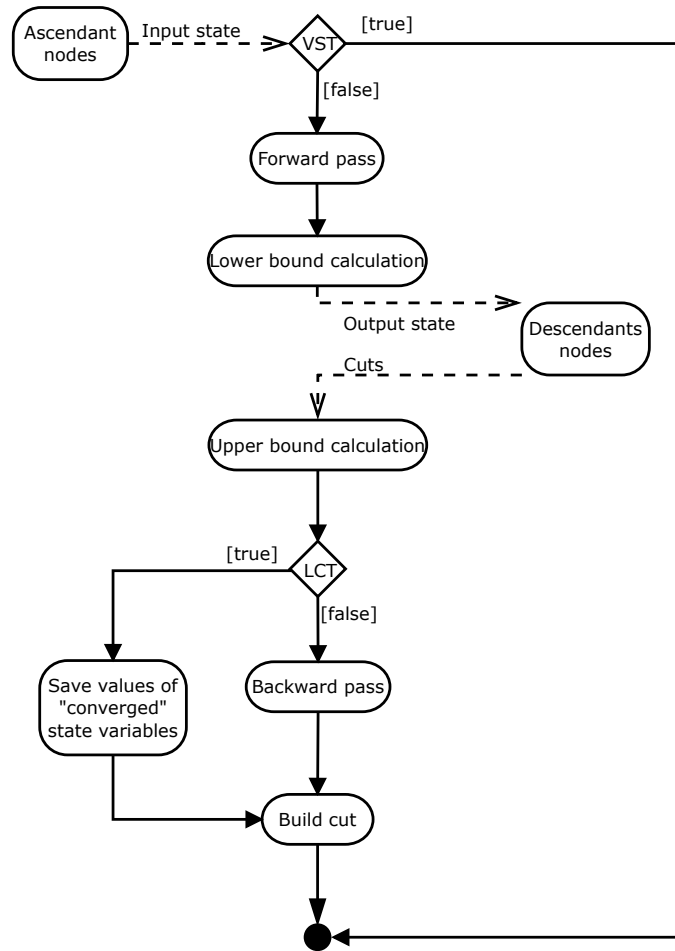 Ascendant
nodes
Input state
VST
[true]
[false]
Forward pass
Lower bound calculation
Output state
Descendants
nodes
Cuts
Upper bound calculation
[true]
LCT
[false]
Save values of
"converged"
state variables
Backward pass
Build cut